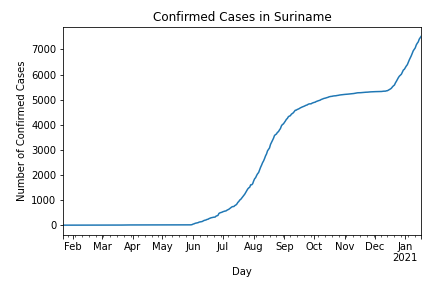 Confirmed Cases in Suriname
Number of Confirmed Cases
7000
6000
5000
4000
3000
2000
1000
0
Feb Mar Apr May Jun Jul Aug Sep Oct Nov Dec Jan
2021
Day